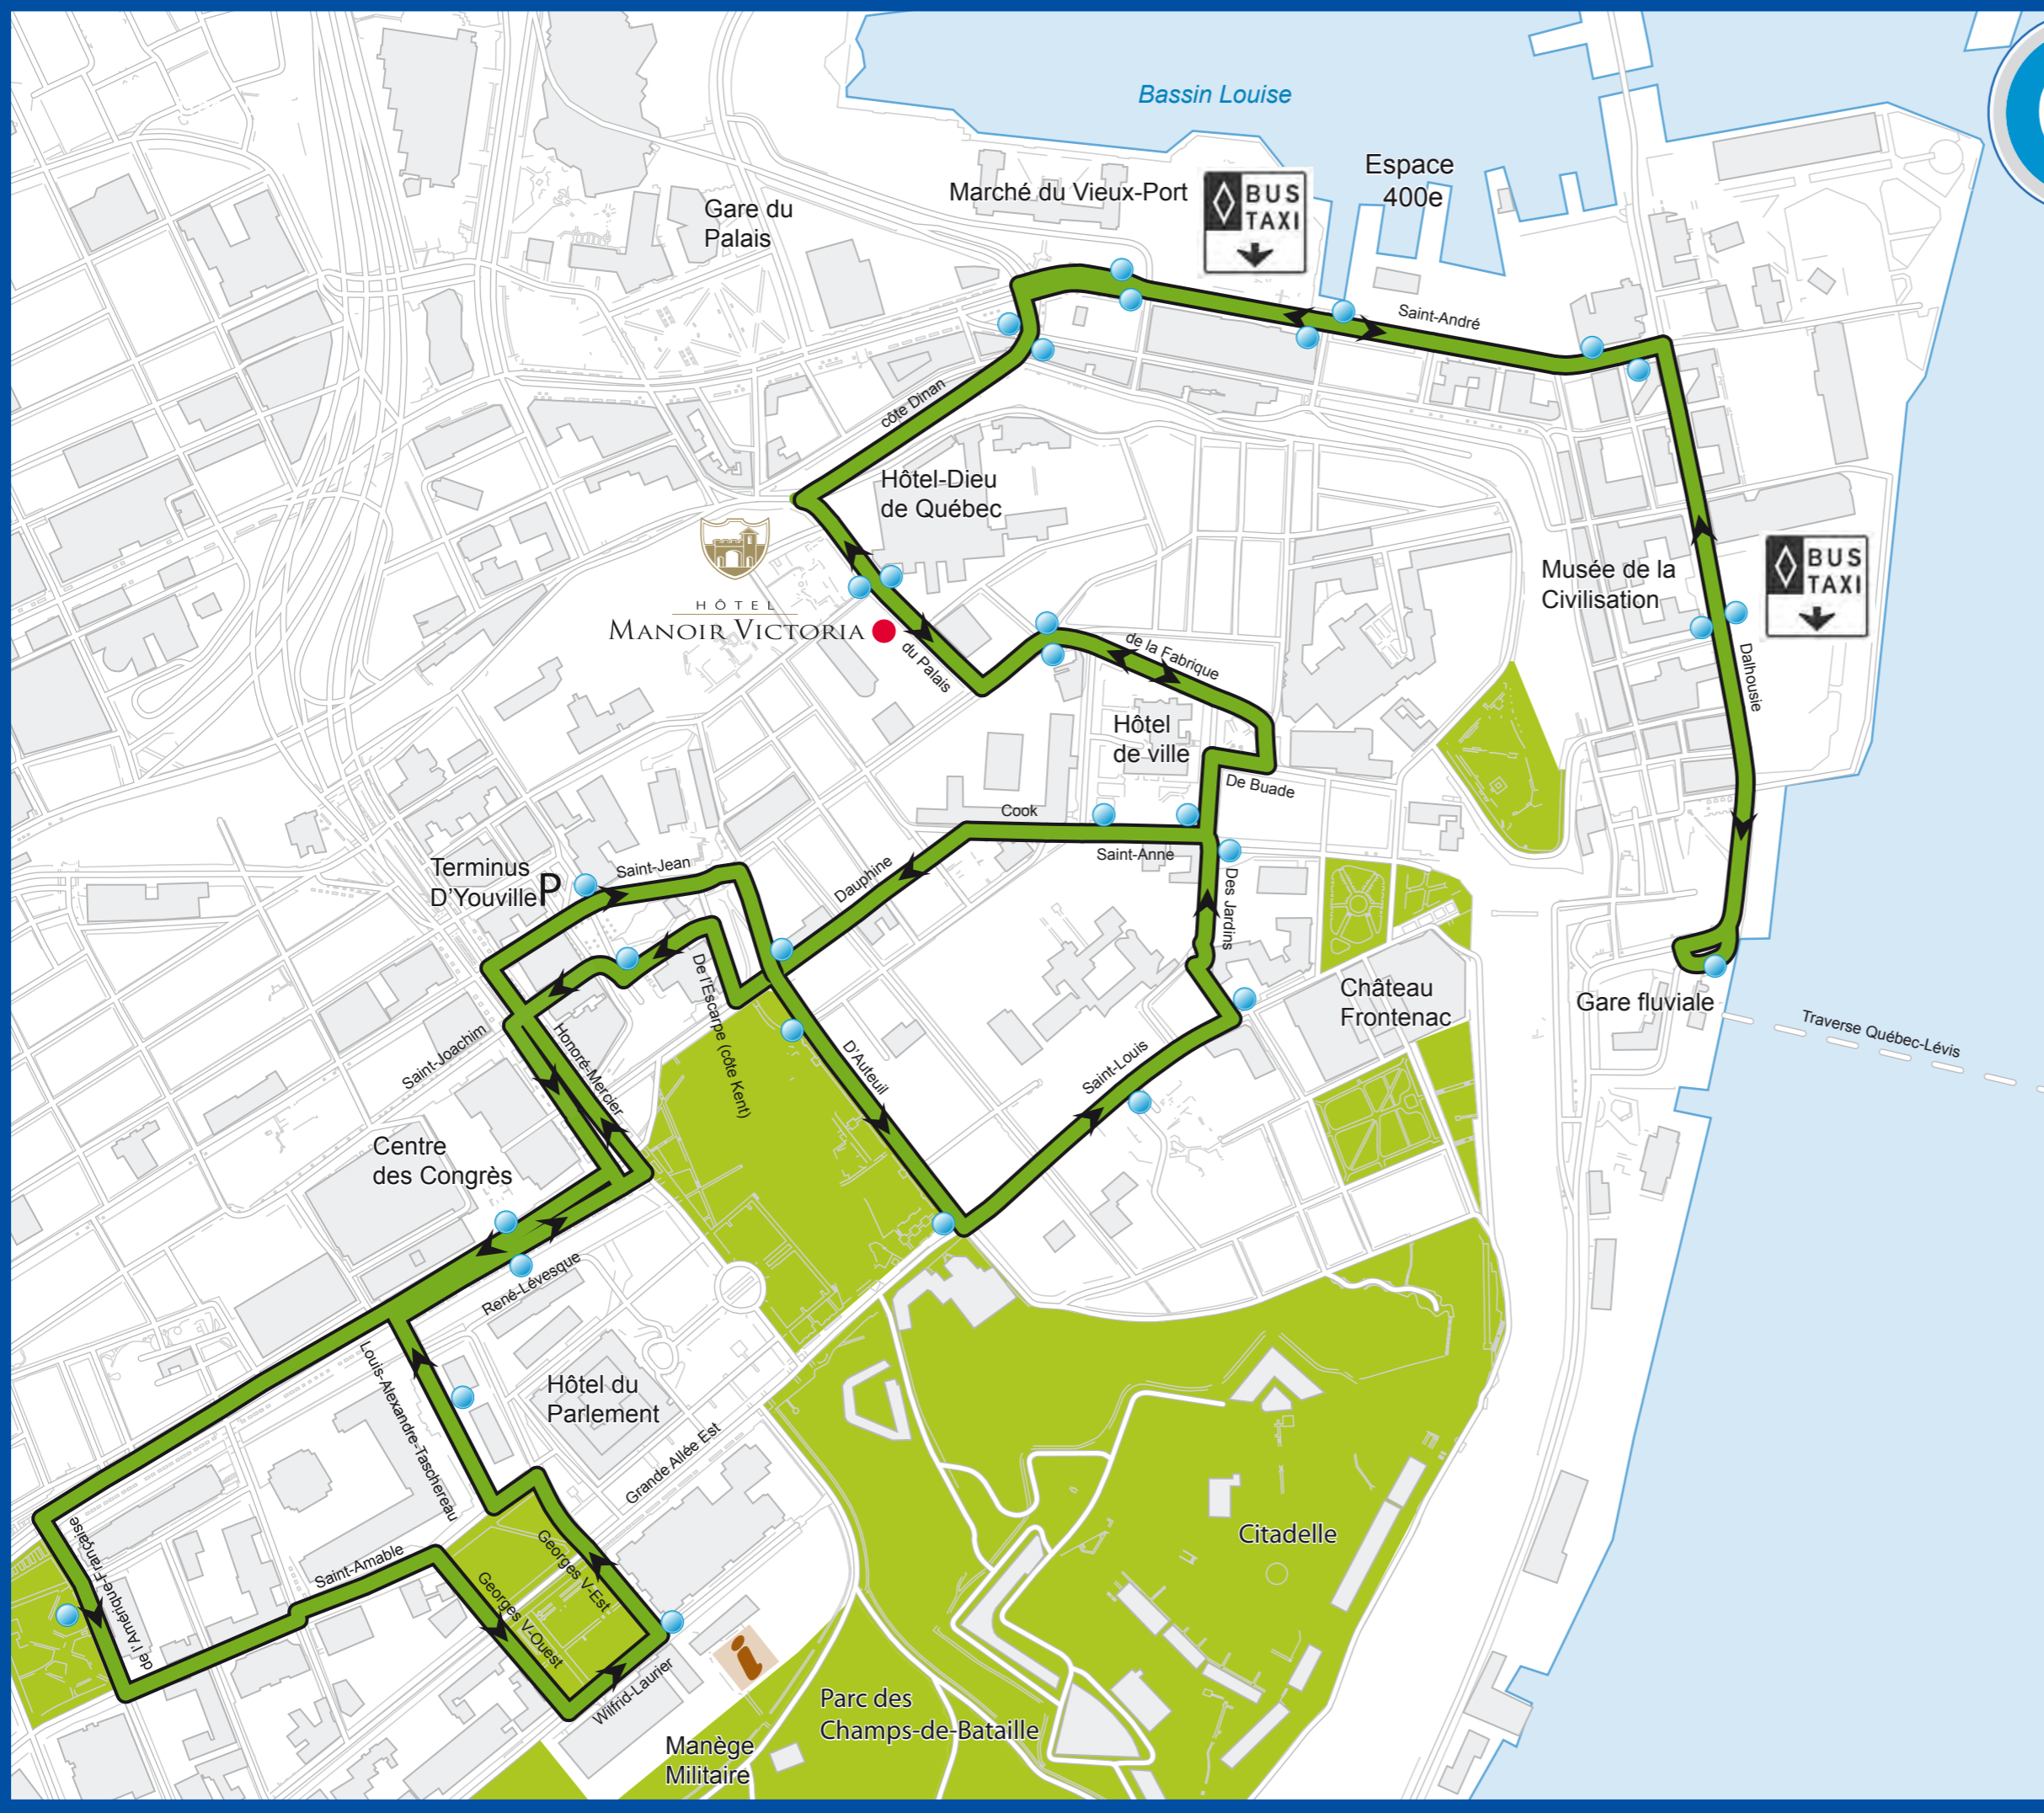 Bassin Louise
Espace
400e
Marché du Vieux-Port
BUS
TAXI
Gare du
Palais
Saint-André
côte Dinan
Hôtel-Dieu
de Québec
HÔTEL
MANOIR VICTORIA
du Palais
de la Fabrique
Musée de la
Civilisation
BUS
TAXI
Dalhousie
Hôtel
de ville
De Buade
Cook
Saint-Anne
Dauphine
Des Jardins
Terminus
D'Youville
P
Saint-Jean
De l'Escarpe (côte Kent)
Château
Frontenac
Gare fluviale
Traverse Québec-Lévis
Saint-Joachim
Honoré-Mercier
D'Auteuil
Saint-Louis
Centre
des Congrès
René-Lévesque
Louis-Alexandre-Taschereau
Hôtel du
Parlement
Grande Allée Est
Citadelle
de l'Amérique-Française
Saint-Amable
Georges V-Est
Georges V-Ouest
Wilfrid-Laurier
i
Parc des
Champs-de-Bataille
Manège
Militaire